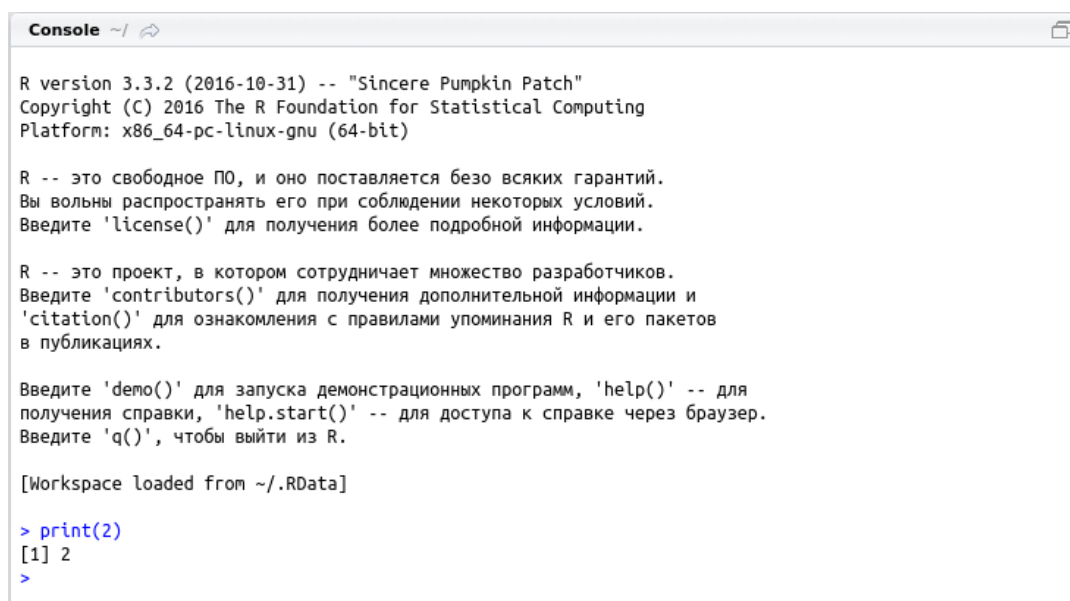 Console ~/
R version 3.3.2 (2016-10-31) -- "Sincere Pumpkin Patch"
Copyright (C) 2016 The R Foundation for Statistical Computing
Platform: x86_64-pc-linux-gnu (64-bit)
R -- это свободное ПО, и оно поставляется безо всяких гарантий.
Вы вольны распространять его при соблюдении некоторых условий.
Введите 'license()' для получения более подробной информации.
R -- это проект, в котором сотрудничает множество разработчиков.
Введите 'contributors()' для получения дополнительной информации и
'citation()' для ознакомления с правилами упоминания R и его пакетов
в публикациях.
Введите 'demo()' для запуска демонстрационных программ, 'help()' -- для
получения справки, 'help.start()' -- для доступа к справке через браузер.
Введите 'q()', чтобы выйти из R.
[Workspace loaded from ~/.RData]
> print(2)
[1] 2
>